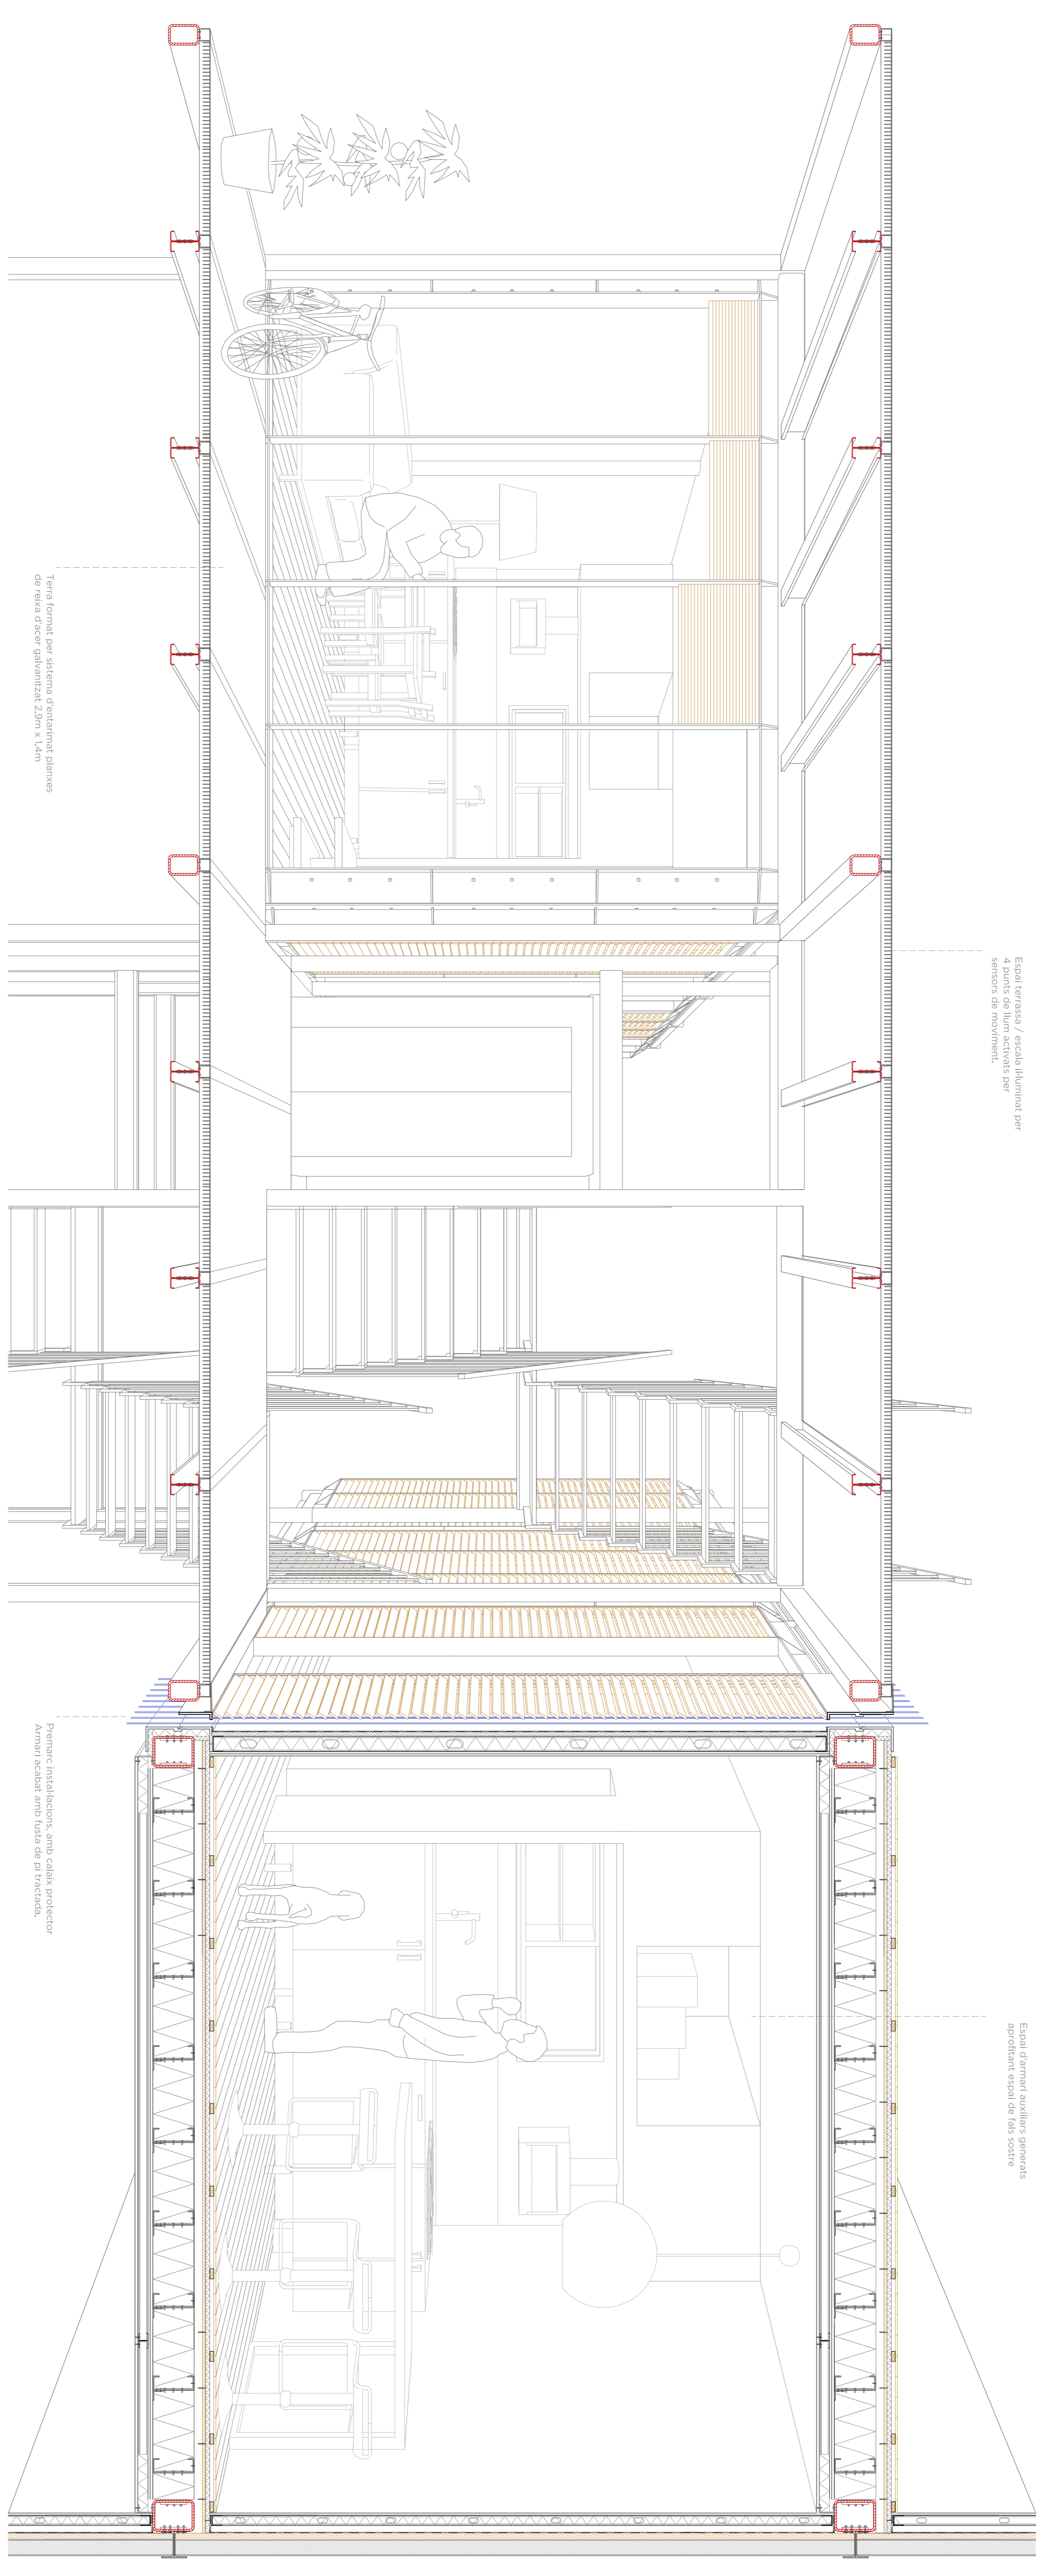 Terra format per sistema d'entarimat planxes
de reixa d'acer galvanitzat 2,9m x 1,4m
Espai terrassa / escala il·luminat per
4 punts de llum activats per
sensors de moviment.
Premarc instal·lacions, amb calaix protector
Armari acabat amb fusta de pi tractada.
Espai d'armari auxiliars generats
aprofitant espai de fals sostre